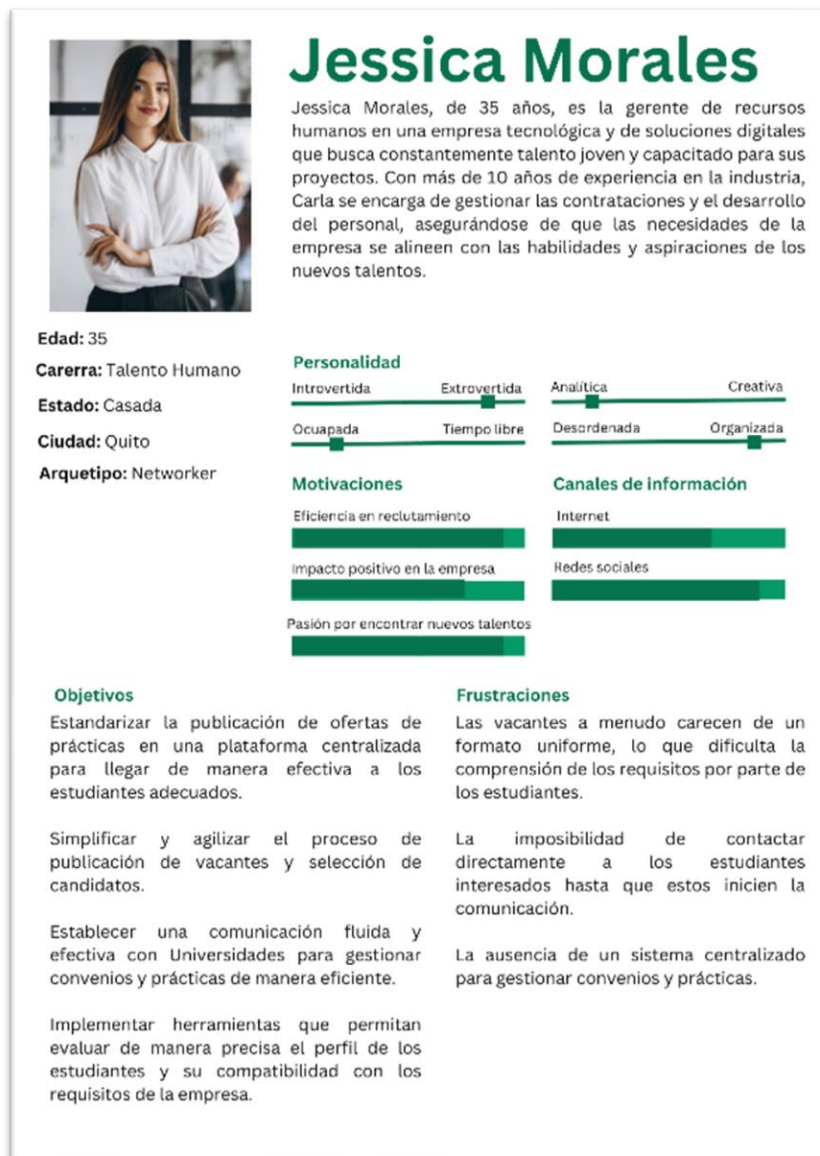 Jessica Morales
Jessica Morales, de 35 años, es la gerente de recursos
humanos en una empresa tecnológica y de soluciones digitales
que busca constantemente talento joven y capacitado para sus
proyectos. Con más de 10 años de experiencia en la industria,
Carla se encarga de gestionar las contrataciones y el desarrollo
del personal, asegurándose de que las necesidades de la
empresa se alineen con las habilidades y aspiraciones de los
nuevos talentos.
Edad: 35
Carerra: Talento Humano
Estado: Casada
Ciudad: Quito
Arquetipo: Networker
Personalidad
Introvertida Extrovertida
Analítica Creativa
Ocuapada Tiempo libre
Desordenada Organizada
Motivaciones
Eficiencia en reclutamiento
Impacto positivo en la empresa
Pasión por encontrar nuevos talentos
Canales de información
Internet
Redes sociales
Objetivos
Estandarizar la publicación de ofertas de
prácticas en una plataforma centralizada
para llegar de manera efectiva a los
estudiantes adecuados.
Simplificar y agilizar el proceso de
publicación de vacantes y selección de
candidatos.
Establecer una comunicación fluida y
efectiva con Universidades para gestionar
convenios y prácticas de manera eficiente.
Implementar herramientas que permitan
evaluar de manera precisa el perfil de los
estudiantes y su compatibilidad con los
requisitos de la empresa.
Frustraciones
Las vacantes a menudo carecen de un
formato uniforme, lo que dificulta la
comprensión de los requisitos por parte de
los estudiantes.
La imposibilidad de contactar
directamente a los estudiantes
interesados hasta que estos inicien la
comunicación.
La ausencia de un sistema centralizado
para gestionar convenios y prácticas.